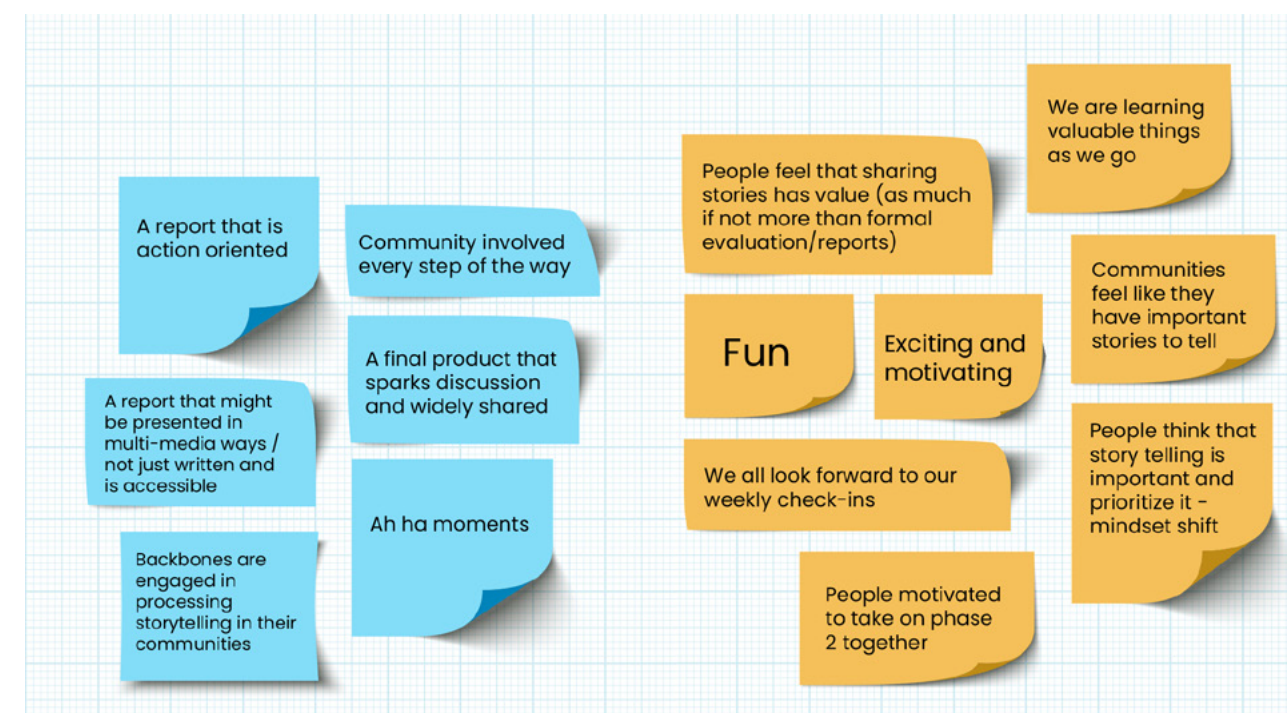 A report that is
action oriented
Community involved
every step of the way
A final product that
sparks discussion
and widely shared
A report that might
be presented in
multi-media ways /
not just written and
is accessible
Ah ha moments
Backbones are
engaged in
processing
storytelling in their
communities
We are learning
valuable things
as we go
People feel that sharing
stories has value (as much
if not more than formal
evaluation/reports)
Communities
feel like they
have important
stories to tell
Fun
Exciting and
motivating
People think that
story telling is
important and
prioritize it -
mindset shift
We all look forward to our
weekly check-ins
People motivated
to take on phase
2 together